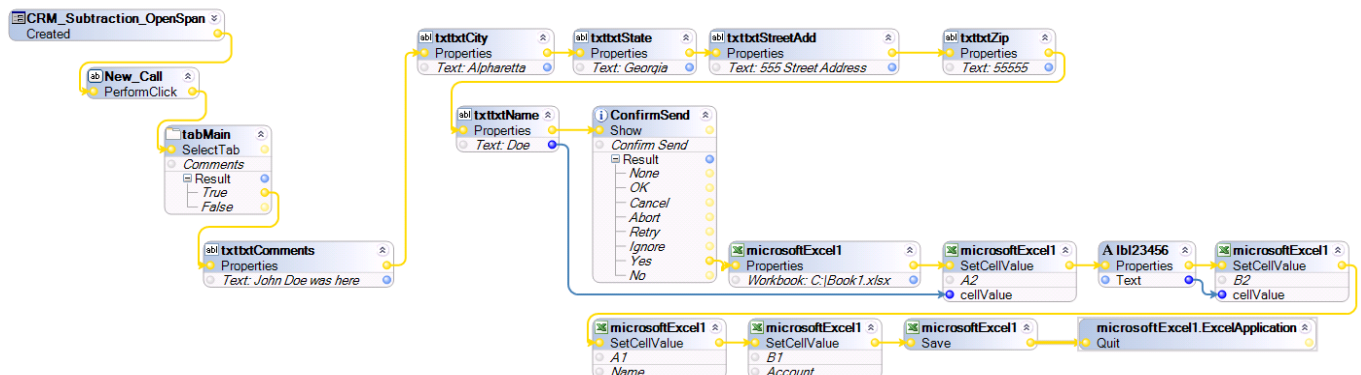 CRM_Subtraction_OpenSpan
Created
New_Call
PerformClick
tabMain
SelectTab
Comments
Result
True
False
txttxtComments
Properties
Text: John Doe was here
txttxtCity
Properties
Text: Alpharetta
txttxtState
Properties
Text: Georgia
txttxtStreetAdd
Properties
Text: 555 Street Address
txttxtZip
Properties
Text: 55555
txttxtName
Properties
Text: Doe
ConfirmSend
Show
Confirm Send
Result
None
OK
Cancel
Abort
Retry
Ignore
Yes
No
microsoftExcel1
Properties
Workbook: C:|Book1.xlsx
microsoftExcel1
SetCellValue
A2
cellValue
lbl23456
Properties
Text
microsoftExcel1
SetCellValue
B2
cellValue
microsoftExcel1
SetCellValue
A1
Name
microsoftExcel1
SetCellValue
B1
Account
microsoftExcel1
Save
microsoftExcel1.ExcelApplication
Quit